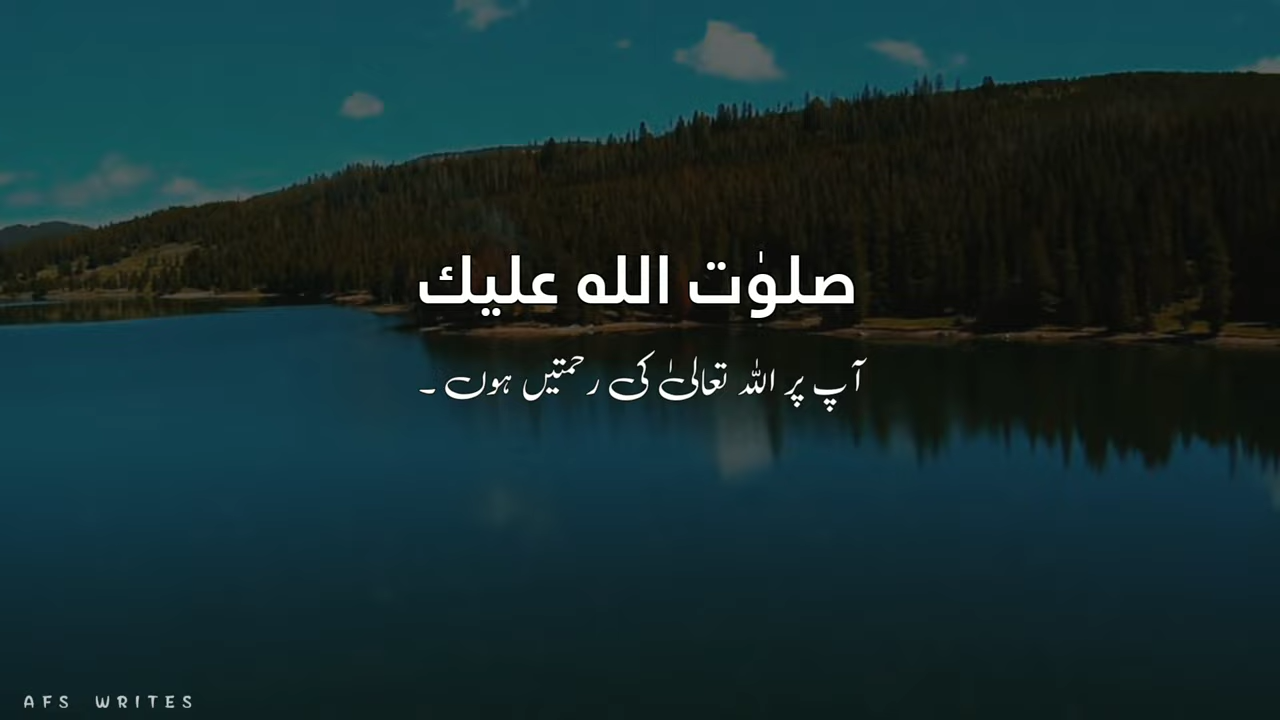 صلوٰت الله عليك
آپ پر اللہ تعالیٰ کی رحمتیں ہوں ۔
AFS WRITES